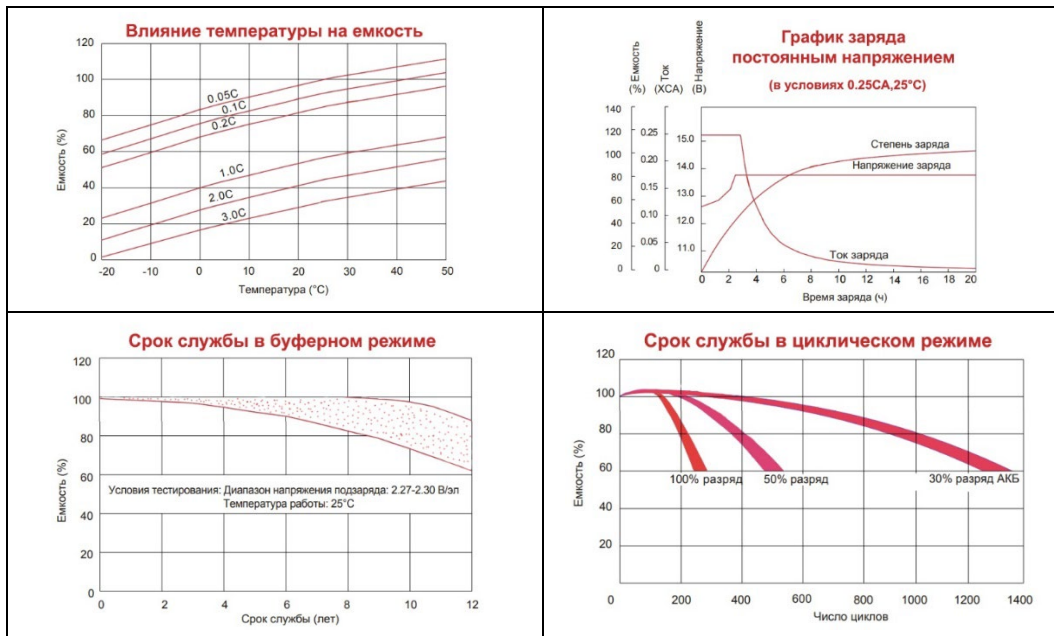 Влияние температуры на емкость
120
100
80
60
40
20
0
Емкость (%)
0.05C
0.1C
0.2C
1.0C
2.0C
3.0C
-20 -10 0 10 20 30 40 50
Температура (°C)
График заряда
постоянным напряжением
(в условиях 0.25CA,25°C)
(%) Емкость
Ток
(XCA)
(В) Напряжение
140
120
100
80
60
40
20
0
0.25
0.20
0.15
0.10
0.05
0
15.0
14.0
13.0
12.0
11.0
Степень заряда
Напряжение заряда
Ток заряда
0 2 4 6 8 10 12 14 16 18 20
Время заряда (ч)
Срок службы в буферном режиме
120
100
80
60
40
20
0
Емкость (%)
Условия тестирования: Диапазон напряжения подзаряда: 2.27-2.30 В/эл
Температура работы: 25°C
0 2 4 6 8 10 12
Срок службы (лет)
Срок службы в циклическом режиме
120
100
80
60
40
20
Емкость (%)
100% разряд
50% разряд
30% разряд АКБ
0 200 400 600 800 1000 1200 1400
Число циклов